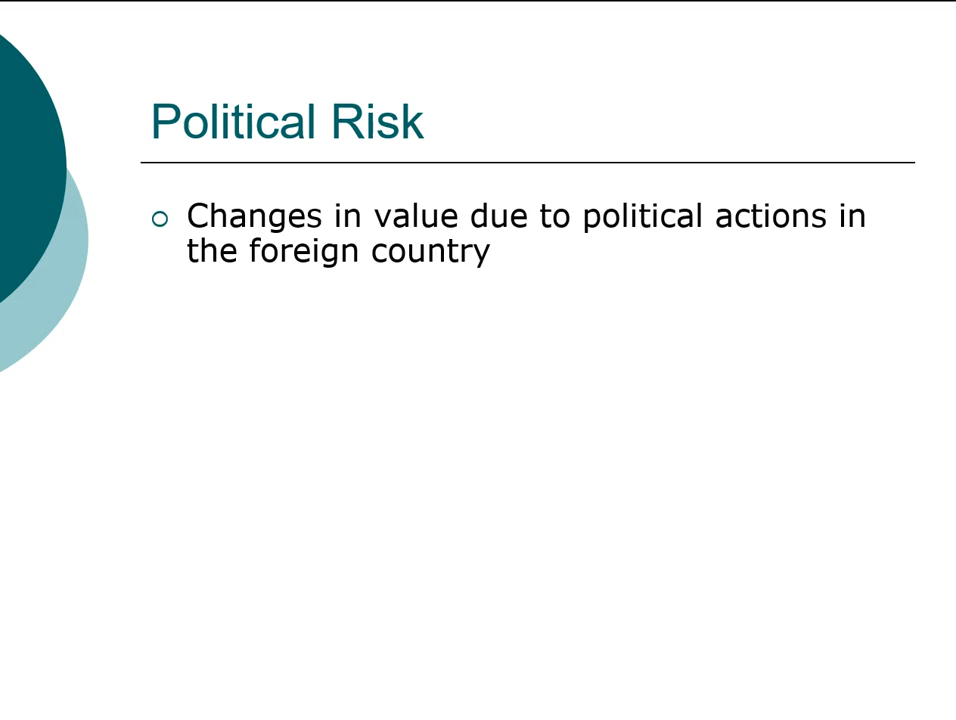 Political Risk
Changes in value due to political actions in
the foreign country